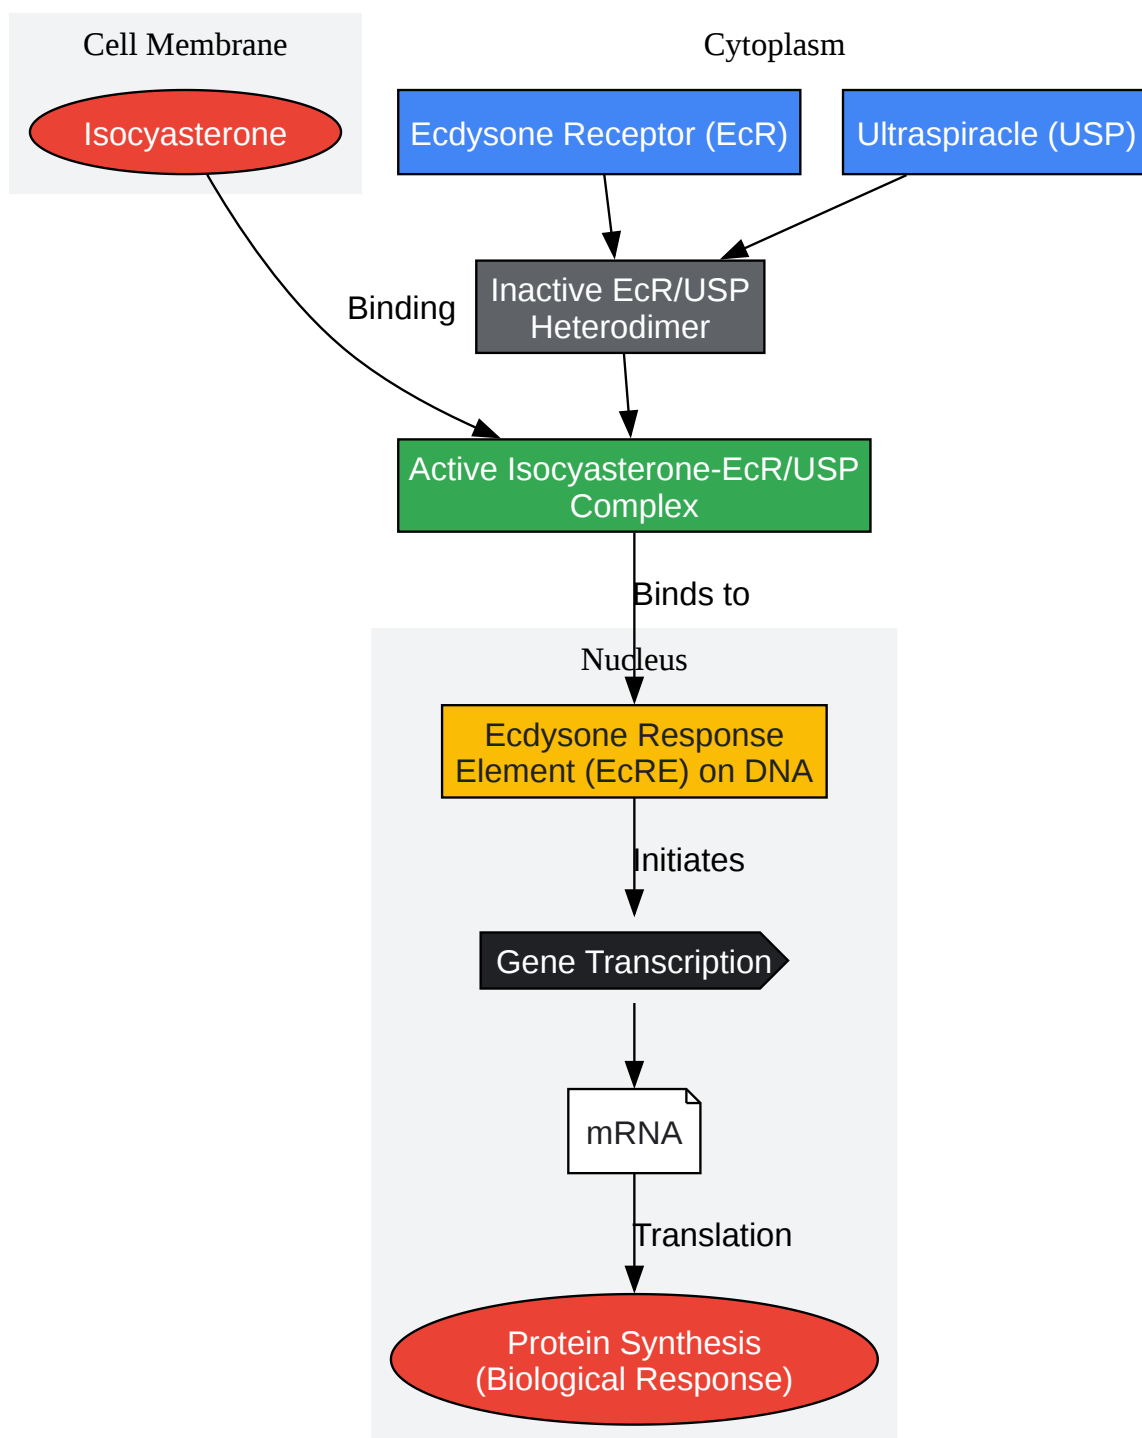 Cell Membrane
Cytoplasm
Isocyasterone
Ecdysone Receptor (EcR)
Ultraspiracle (USP)
Binding
Inactive EcR/USP
Heterodimer
Active Isocyasterone-EcR/USP
Complex
Binds to
Nucleus
Ecdysone Response
Element (EcRE) on DNA
Initiates
Gene Transcription
mRNA
Translation
Protein Synthesis
(Biological Response)